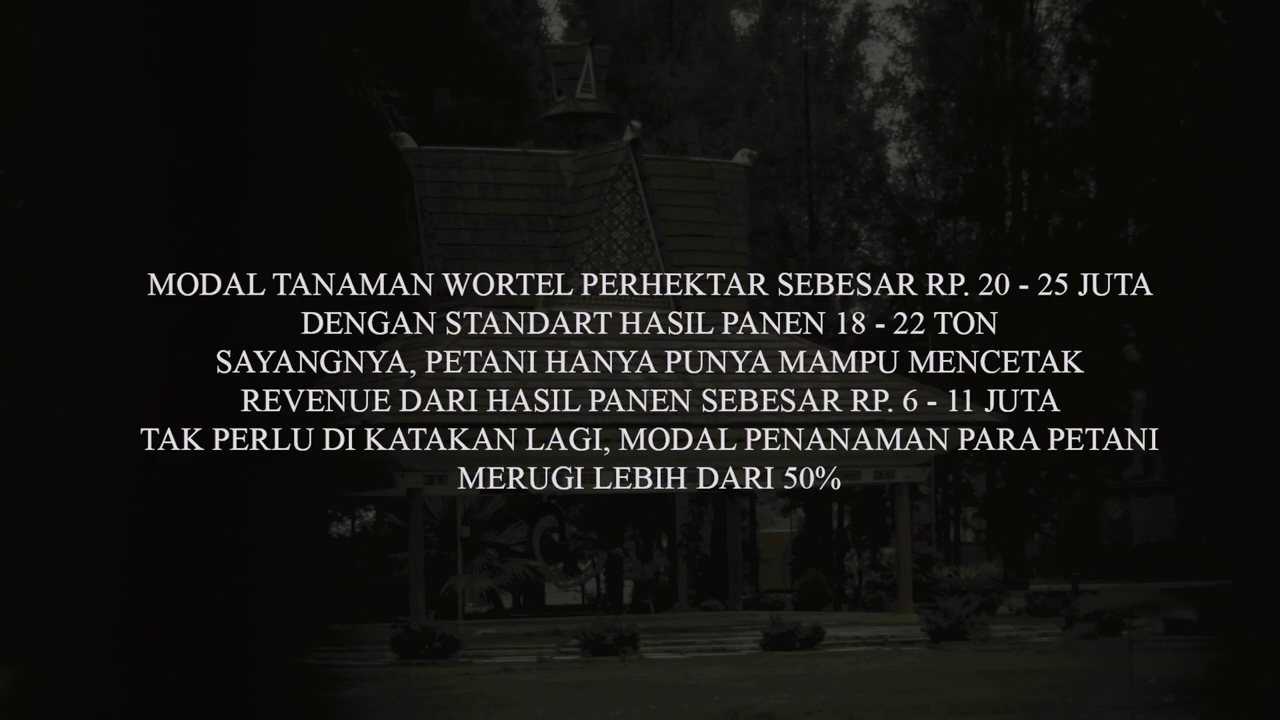 MODAL TANAMAN WORTEL PERHEKTAR SEBESAR RP. 20 - 25 JUTA
DENGAN STANDART HASIL PANEN 18 - 22 TON
SAYANGNYA, PETANI HANYA PUNYA MAMPU MENCETAK
REVENUE DARI HASIL PANEN SEBESAR RP. 6 - 11 JUTA
TAK PERLU DI KATAKAN LAGI, MODAL PENANAMAN PARA PETANI
MERUGI LEBIH DARI 50%